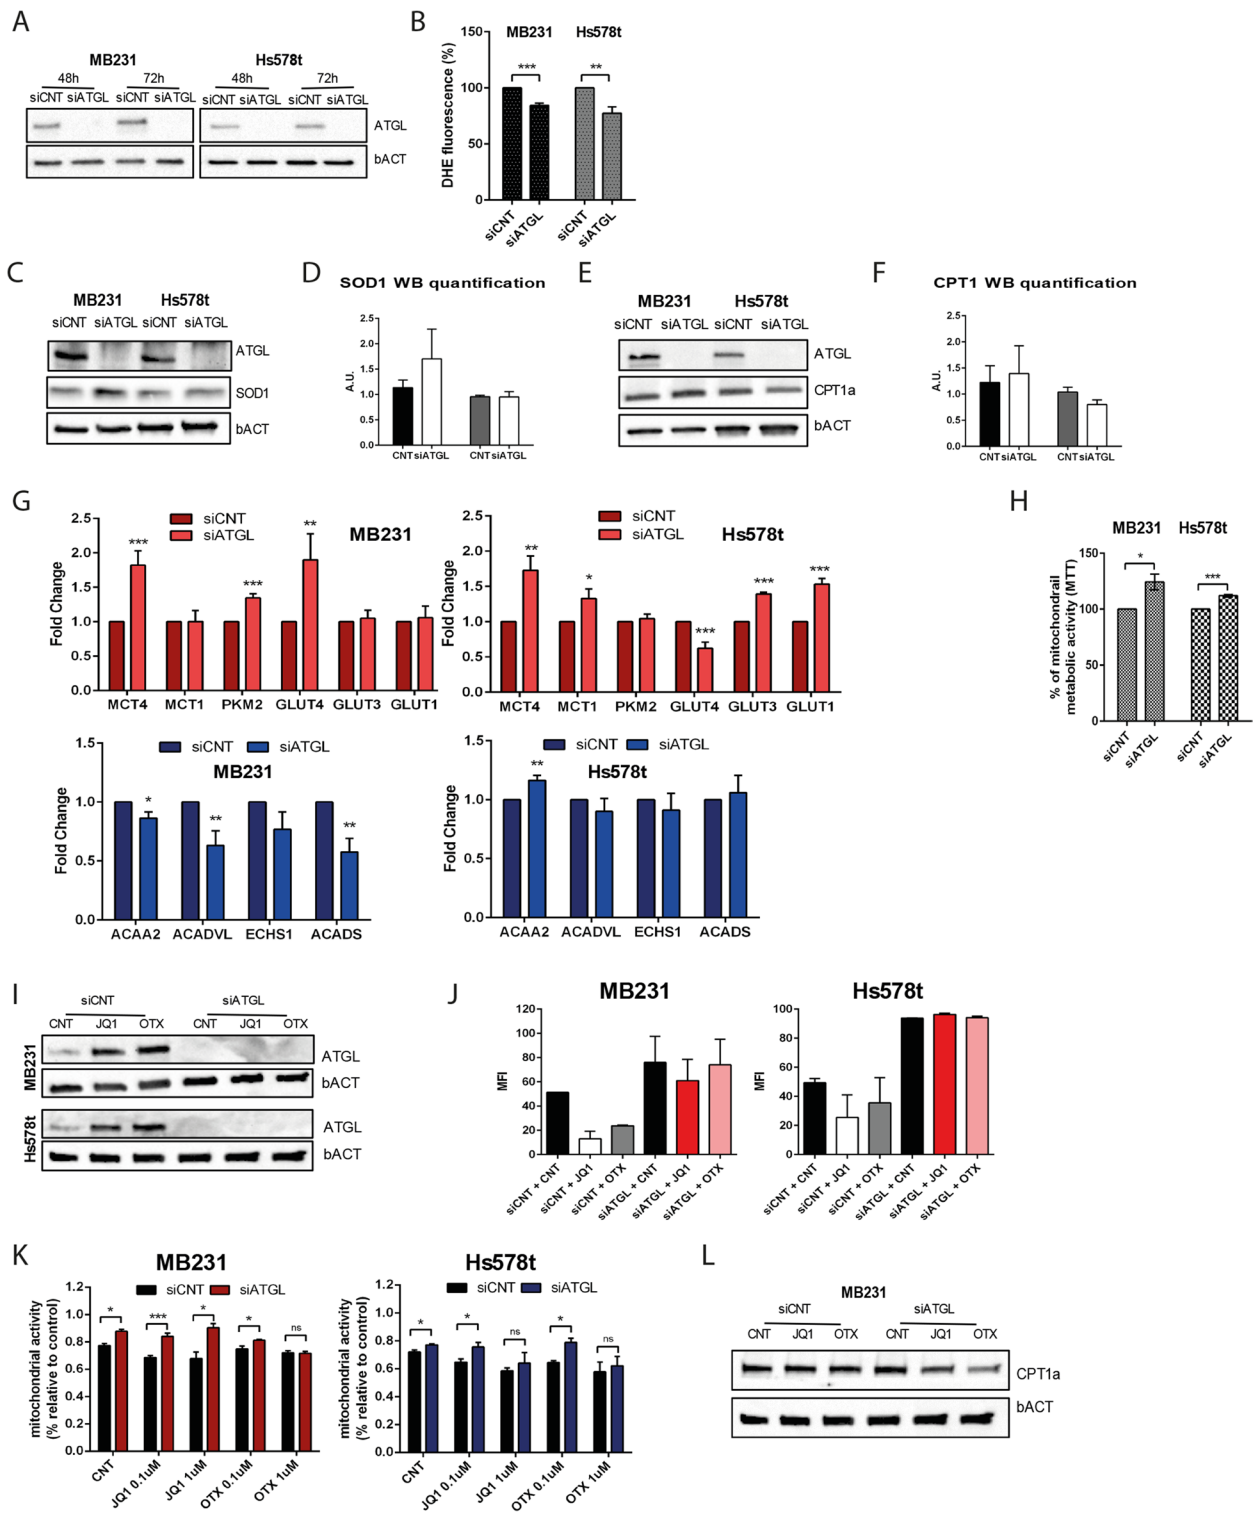 A
MB231 Hs578t
48h 72h 48h 72h
siCNT siATGL siCNT siATGL siCNT siATGL siCNT siATGL
ATGL
bACT
B
MB231 Hs578t
DHE fluorescence (%)
150
100
50
0
*** **
siCNT siATGL siCNT siATGL
C
MB231 Hs578t
siCNT siATGL siCNT siATGL
ATGL
SOD1
bACT
D
SOD1 WB quantification
A.U.
2.5
2.0
1.5
1.0
0.5
0.0
CNT siATGL CNT siATGL
E
MB231 Hs578t
siCNT siATGL siCNT siATGL
ATGL
CPT1a
bACT
F
CPT1 WB quantification
A.U.
2.5
2.0
1.5
1.0
0.5
0.0
CNT siATGL CNT siATGL
G
siCNT
siATGL
MB231
Fold Change
2.5
2.0
1.5
1.0
0.5
0.0
*** *** **
MCT4 MCT1 PKM2 GLUT4 GLUT3 GLUT1
siCNT
siATGL
Hs578t
Fold Change
2.5
2.0
1.5
1.0
0.5
0.0
** * *** *** ***
MCT4 MCT1 PKM2 GLUT4 GLUT3 GLUT1
siCNT siATGL
MB231
Fold Change
1.5
1.0
0.5
0.0
* ** **
ACAA2 ACADVL ECHS1 ACADS
siCNT siATGL
Hs578t
Fold Change
1.5
1.0
0.5
0.0
**
ACAA2 ACADVL ECHS1 ACADS
H
MB231 Hs578t
% of mitochondrail
metabolic activity (MTT)
150
100
50
0
* ***
siCNT siATGL siCNT siATGL
I
siCNT siATGL
CNT JQ1 OTX CNT JQ1 OTX
MB231
ATGL
bACT
Hs578t
ATGL
bACT
J
MB231
MFI
120
100
80
60
40
20
0
siCNT + CNT siCNT + JQ1 siCNT + OTX siATGL + CNT siATGL + JQ1 siATGL + OTX
Hs578t
MFI
100
80
60
40
20
0
siCNT + CNT siCNT + JQ1 siCNT + OTX siATGL + CNT siATGL + JQ1 siATGL + OTX
K
MB231
siCNT siATGL
mitochondrial activity
(% relative to control)
1.2
1.0
0.8
0.6
0.4
0.2
0.0
* *** * * ns
CNT JQ1 0.1uM JQ1 1uM OTX 0.1uM OTX 1uM
Hs578t
siCNT siATGL
mitochondrial activity
(% relative to control)
1.2
1.0
0.8
0.6
0.4
0.2
0.0
* * ns * ns
CNT JQ1 0.1uM JQ1 1uM OTX 0.1uM OTX 1uM
L
MB231
siCNT siATGL
CNT JQ1 OTX CNT JQ1 OTX
CPT1a
bACT